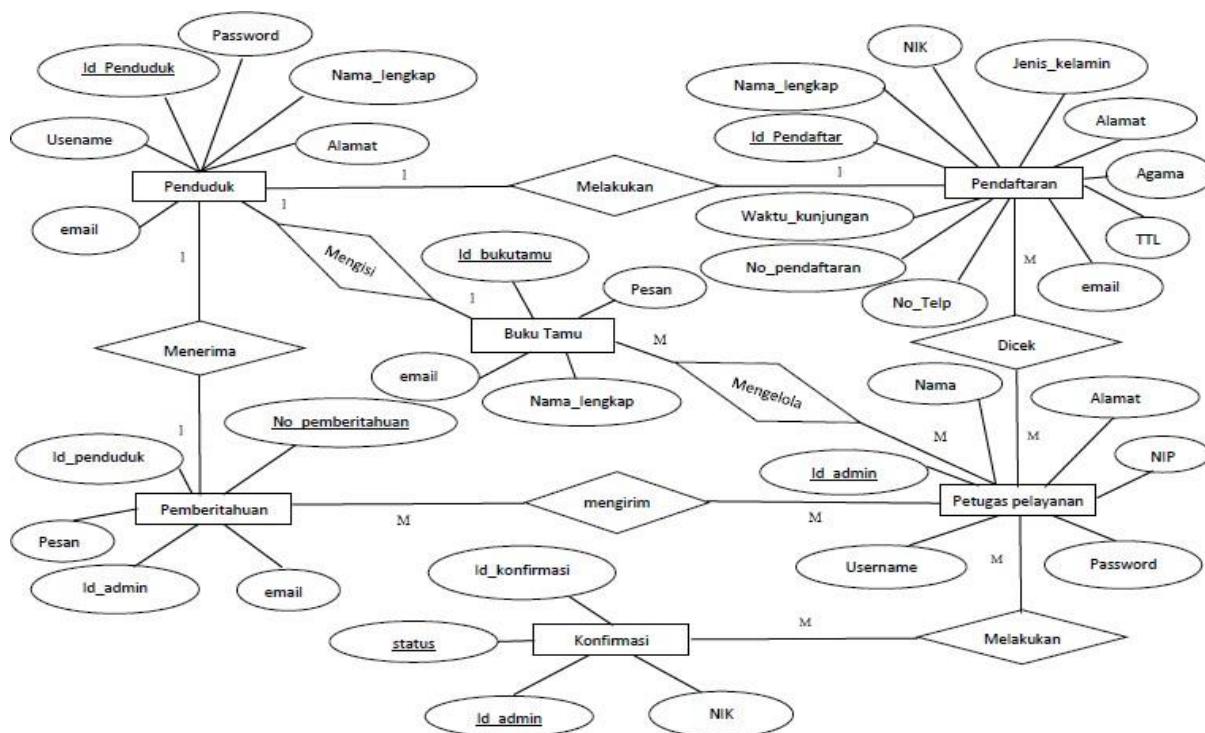 Password
NIK
Id_Penduduk
Nama_lengkap
Jenis_kelamin
Nama_lengkap
Usename
Alamat
Id_Pendaftar
Alamat
Penduduk
1
Melakukan
1
Pendaftaran
Agama
1
email
Mengisi
Waktu_kunjungan
TTL
1
Id_bukutamu
No_pendaftaran
M
email
Pesan
No_Telp
1
Buku Tamu
M
Menerima
Dicek
email
Mengelola
Nama
Nama_lengkap
Alamat
No_pemberitahuan
1
M
M
Id_penduduk
Id_admin
NIP
Pemberitahuan
mengirim
Petugas pelayanan
M
M
Pesan
Username
M
Password
Id_admin
email
Id_konfirmasi
status
Konfirmasi
M
Melakukan
Id_admin
NIK